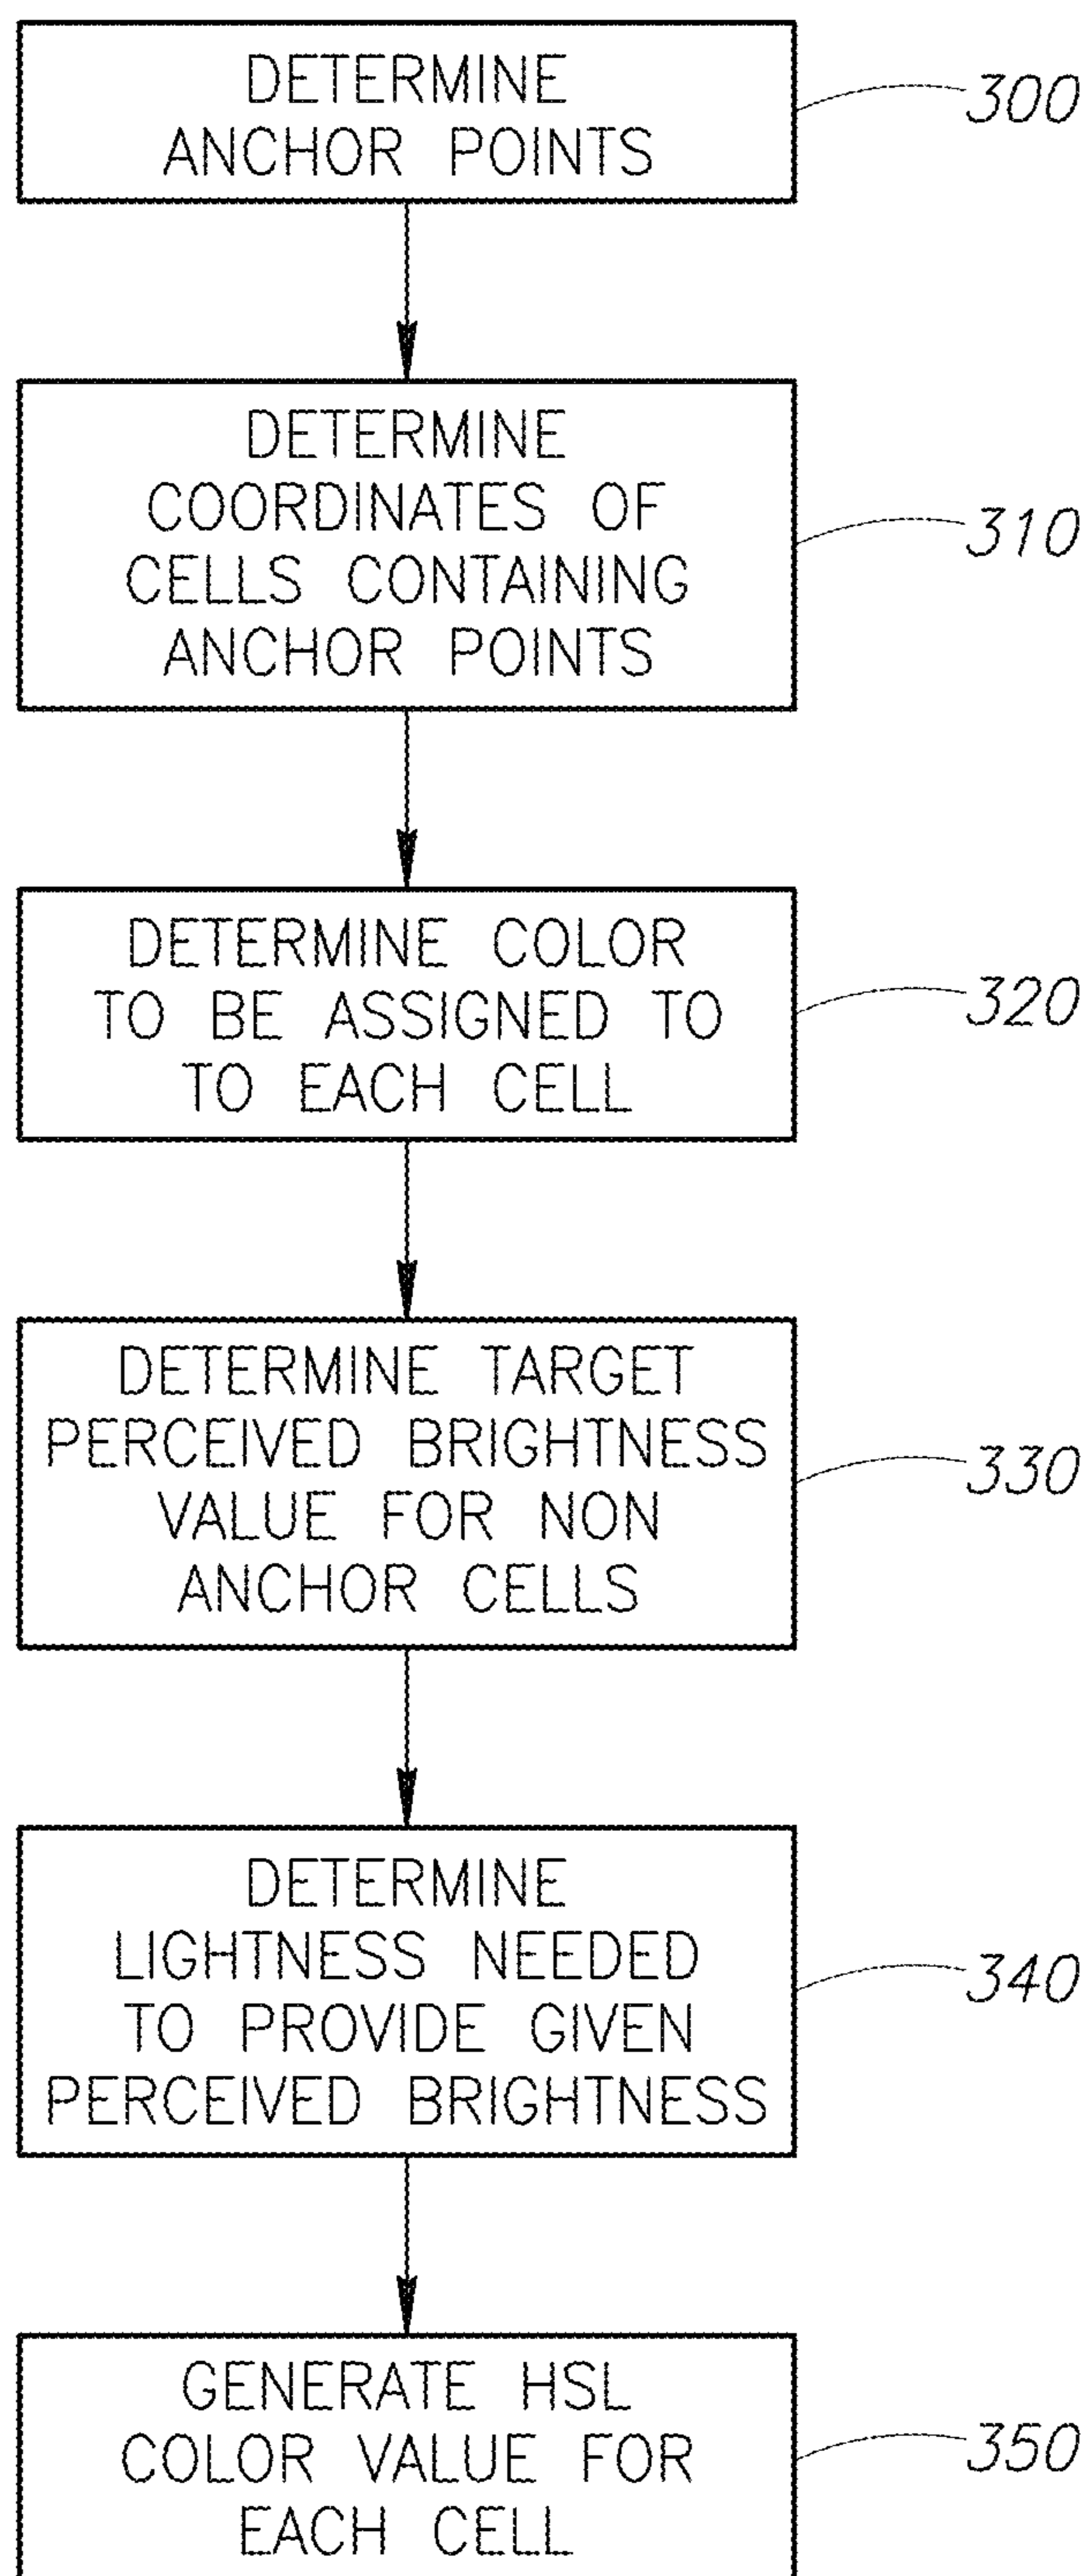 DETERMINE
ANCHOR POINTS
300
DETERMINE
COORDINATES OF
CELLS CONTAINING
ANCHOR POINTS
310
DETERMINE COLOR
TO BE ASSIGNED TO
TO EACH CELL
320
DETERMINE TARGET
PERCEIVED BRIGHTNESS
VALUE FOR NON
ANCHOR CELLS
330
DETERMINE
LIGHTNESS NEEDED
TO PROVIDE GIVEN
PERCEIVED BRIGHTNESS
340
GENERATE HSL
COLOR VALUE FOR
EACH CELL
350